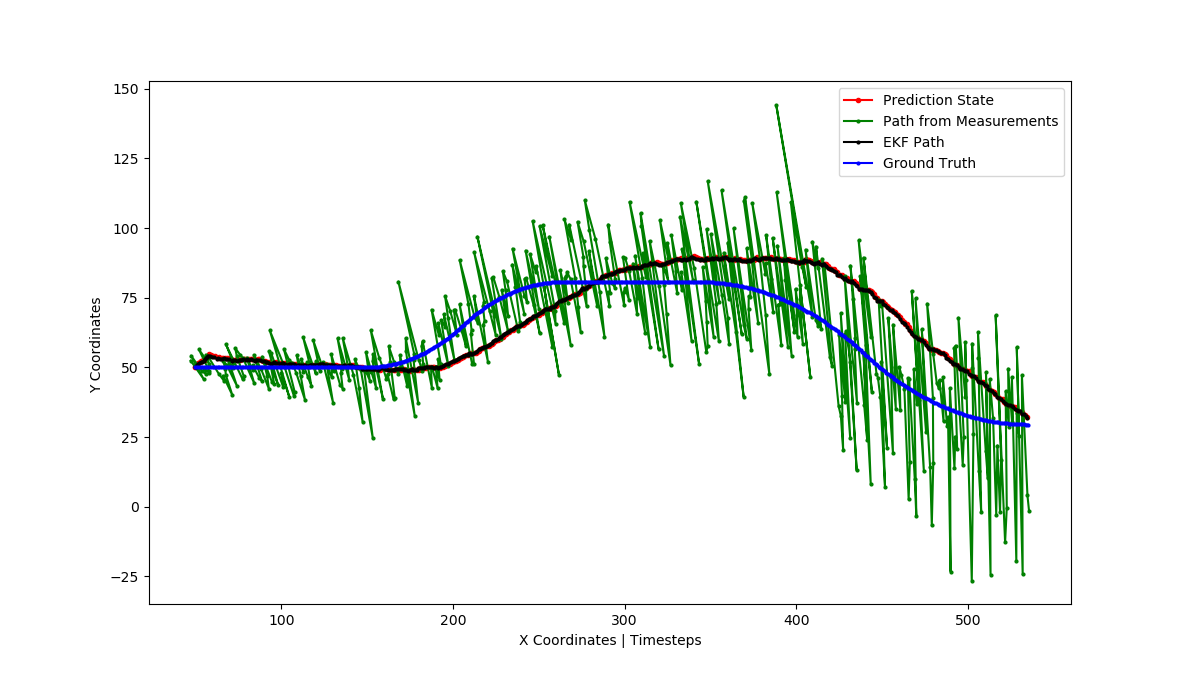 150
125
100
75
50
25
0
−25
Y Coordinates
Prediction State
Path from Measurements
EKF Path
Ground Truth
100 200 300 400 500
X Coordinates | Timesteps